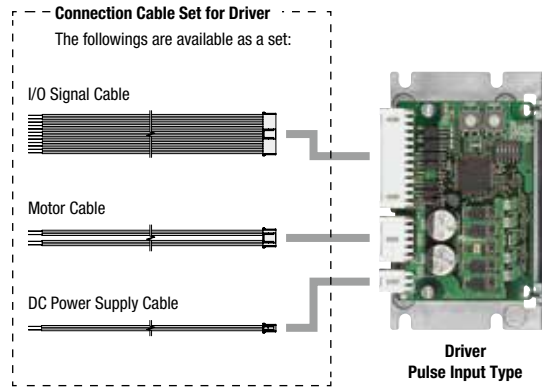 Connection Cable Set for Driver
The followings are available as a set:
I/O Signal Cable
Motor Cable
DC Power Supply Cable
Driver
Pulse Input Type